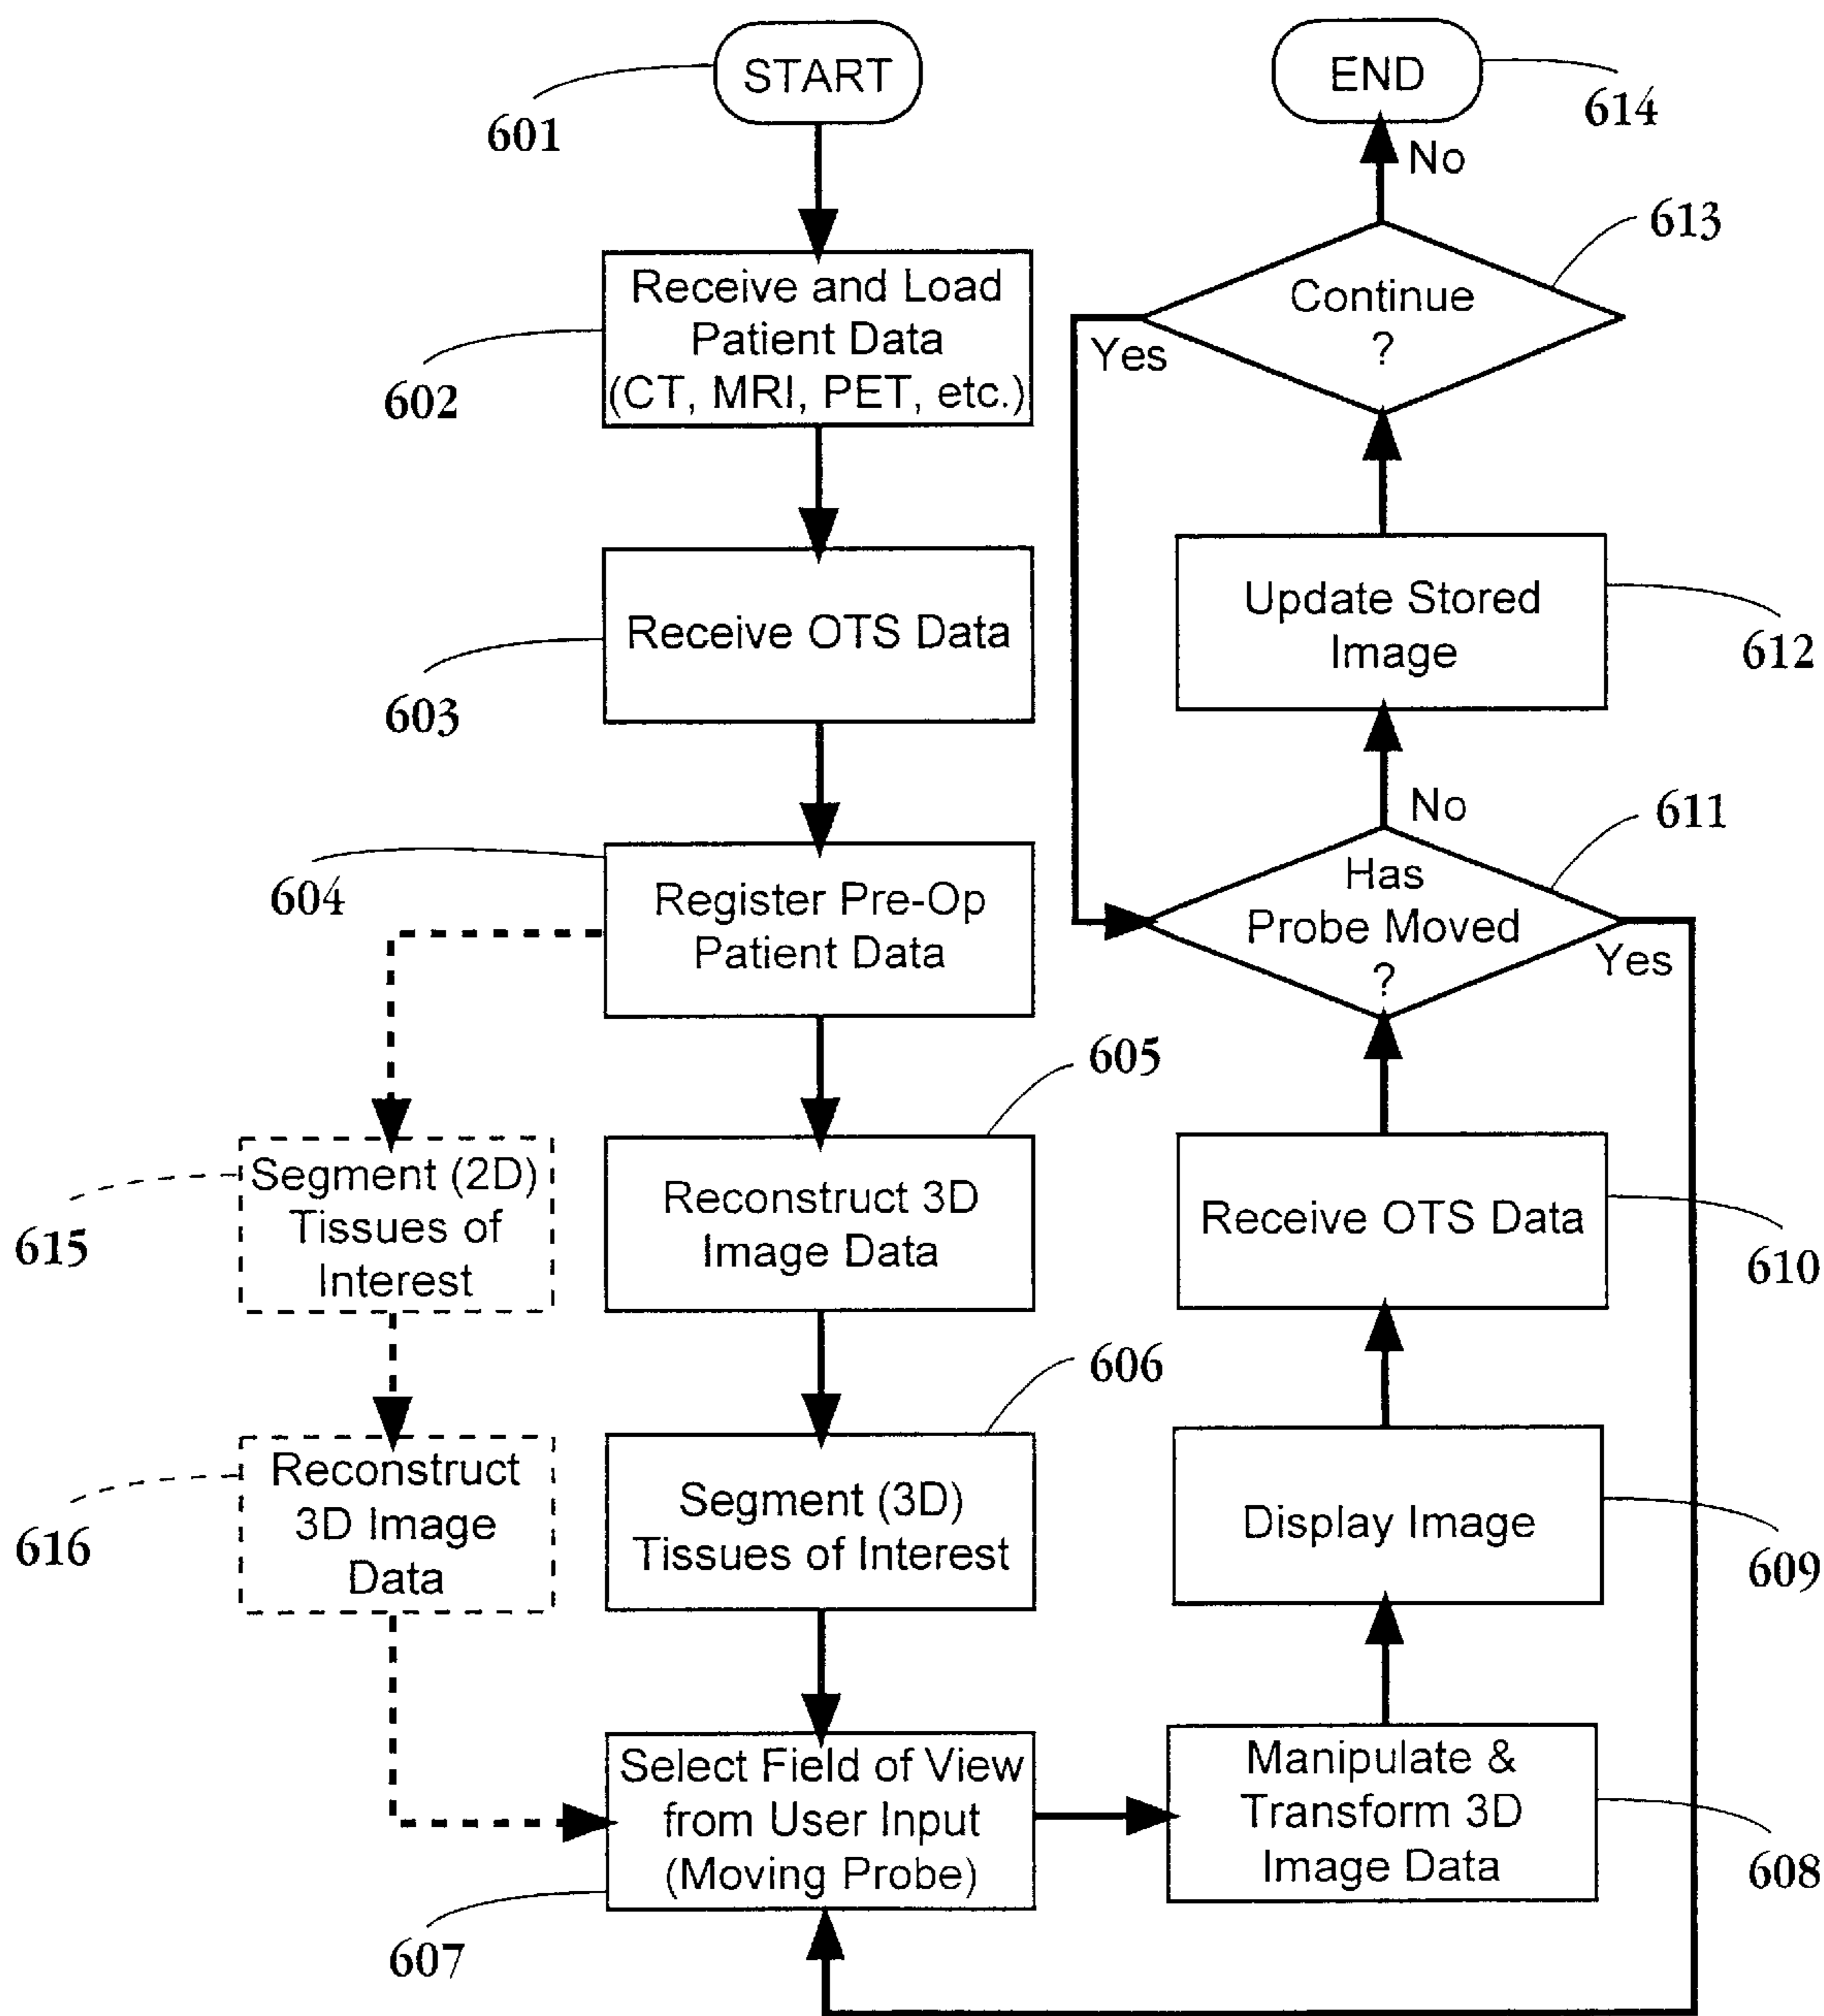 START
601
Receive and Load
Patient Data
(CT, MRI, PET, etc.)
602
Receive OTS Data
603
604
Register Pre-Op
Patient Data
605
Reconstruct 3D
Image Data
606
Segment (3D)
Tissues of Interest
Segment (2D)
Tissues of
Interest
615
Reconstruct
3D Image
Data
616
Select Field of View
from User Input
(Moving Probe)
607
Manipulate &
Transform 3D
Image Data
608
Display Image
609
Receive OTS Data
610
Has
Probe Moved
?
611
Yes
No
Update Stored
Image
612
Continue
?
613
Yes
No
END
614